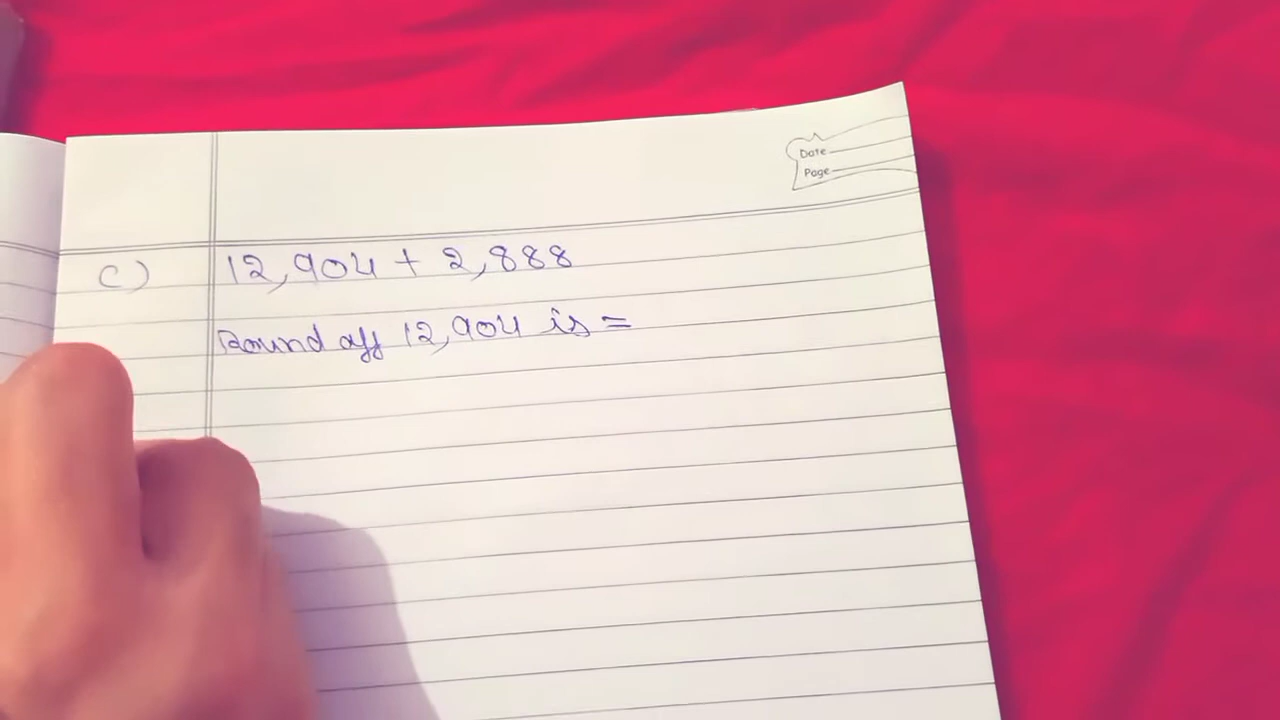 Date
Page
c) 12,904 + 2,888
Round off 12,904 is =